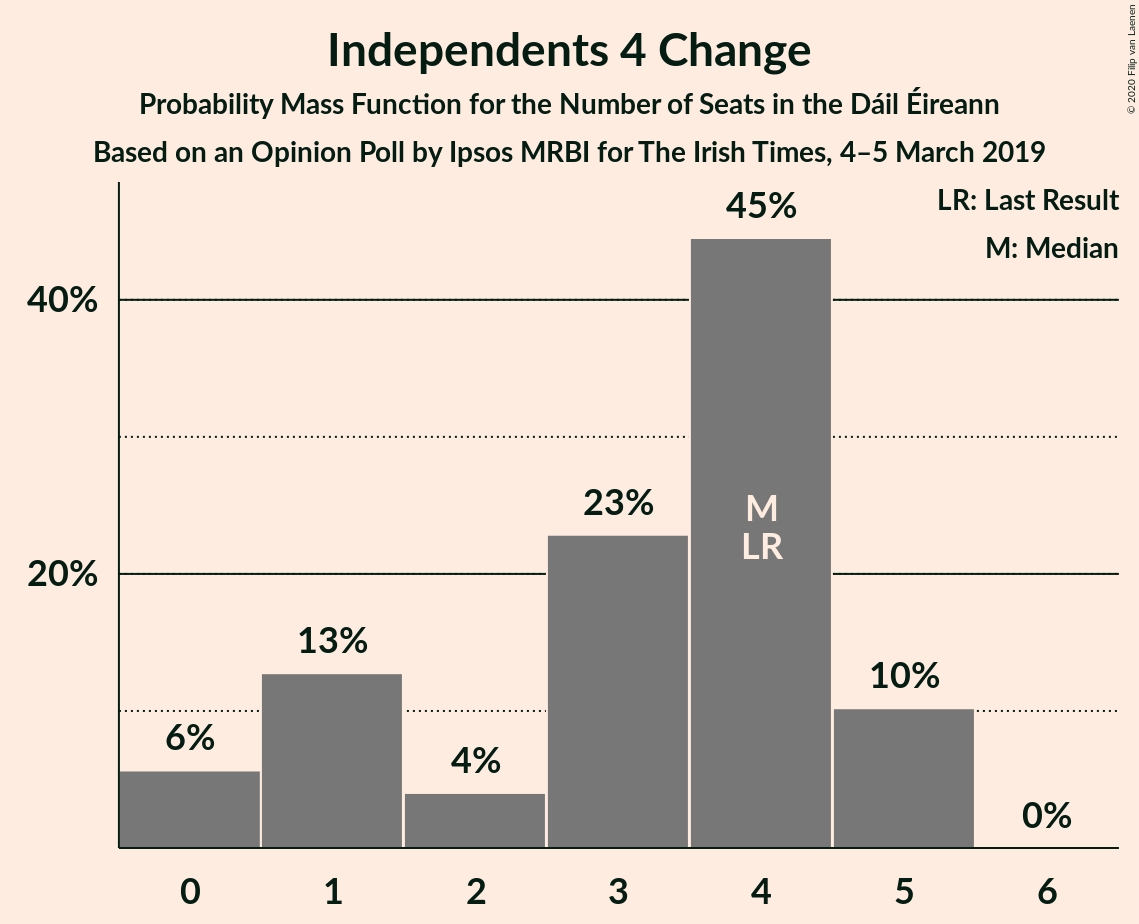 Independents 4 Change
Probability Mass Function for the Number of Seats in the Dáil Éireann
Based on an Opinion Poll by Ipsos MRBI for The Irish Times, 4–5 March 2019
© 2020 Filip van Laenen
LR: Last Result
M: Median
40%
20%
6%
13%
4%
23%
45%
M
LR
10%
0%
0
1
2
3
4
5
6